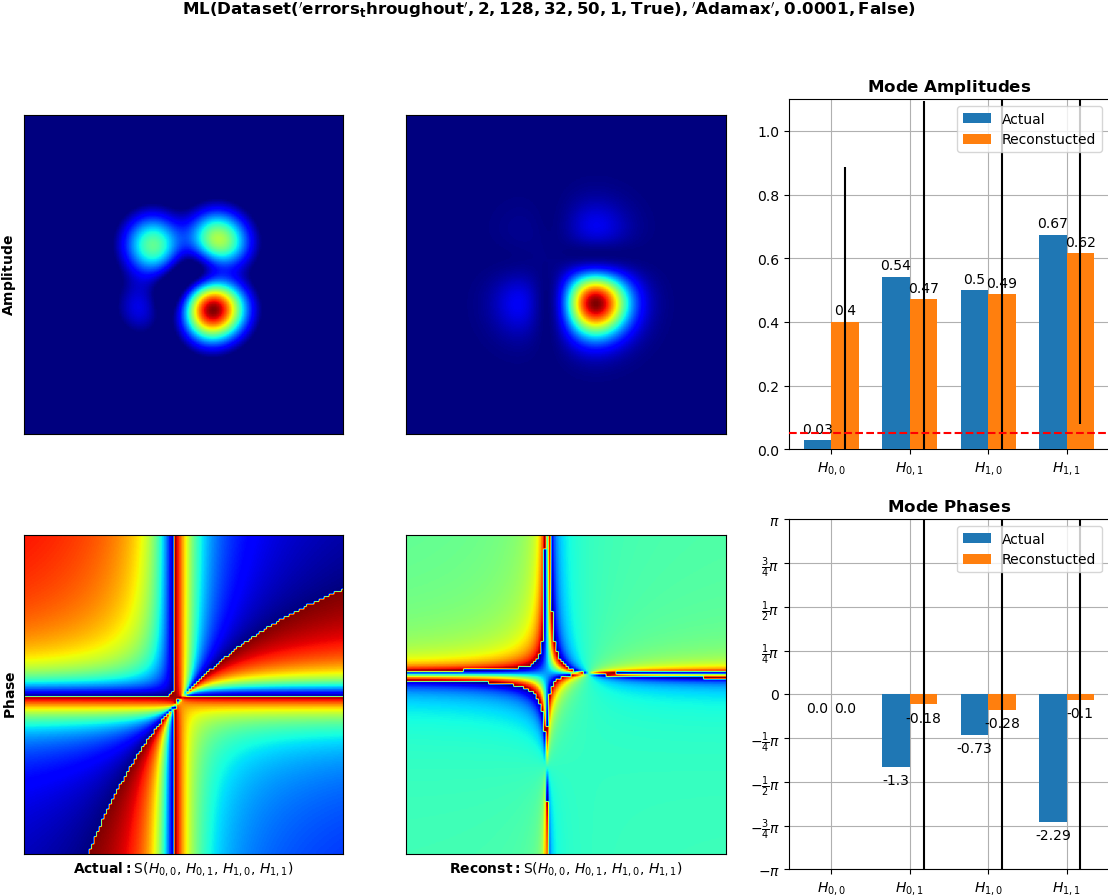 ML(Dataset('errors_throughout', 2, 128, 32, 50, 1, True), 'Adamax', 0.0001, False)
Amplitude
Mode Amplitudes
Actual
Reconstucted
1.0
0.8
0.6
0.4
0.2
0.0
0.03
0.4
0.54
0.47
0.5
0.49
0.67
0.62
H0,0
H0,1
H1,0
H1,1
Phase
Actual: S(H0,0, H0,1, H1,0, H1,1)
Reconst: S(H0,0, H0,1, H1,0, H1,1)
Mode Phases
Actual
Reconstucted
π
3/4π
1/2π
1/4π
0
−1/4π
−1/2π
−3/4π
−π
0.0
0.0
-1.3
-0.18
-0.73
-0.28
-2.29
-0.1
H0,0
H0,1
H1,0
H1,1